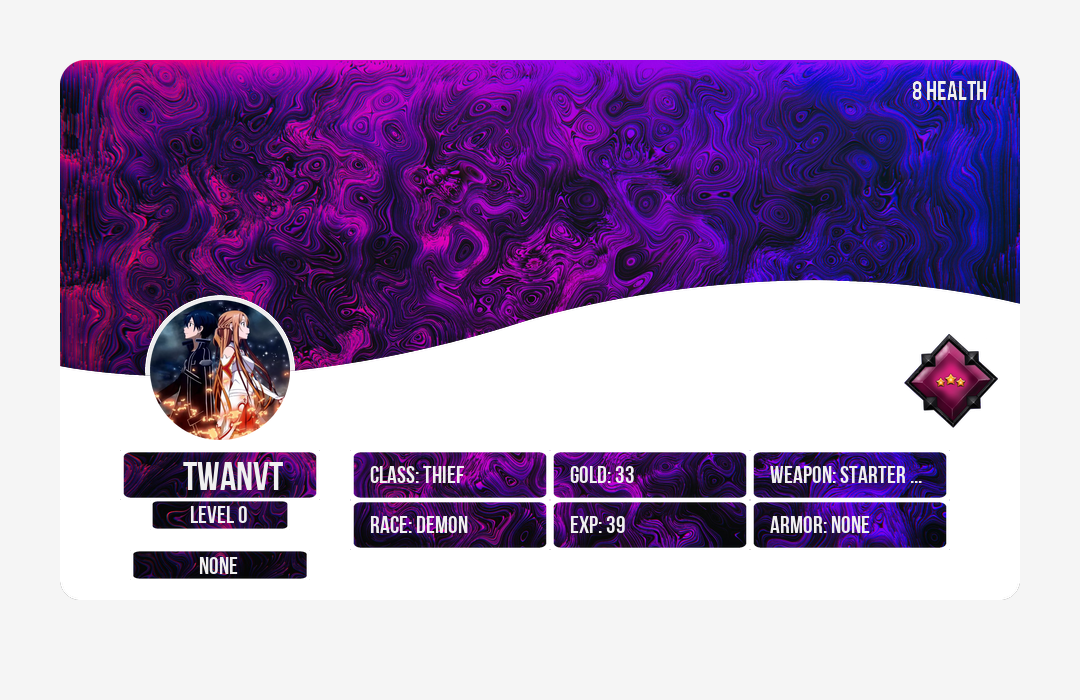 8 HEALTH
TWANVT
LEVEL 0
NONE
CLASS: THIEF
GOLD: 33
WEAPON: STARTER ...
RACE: DEMON
EXP: 39
ARMOR: NONE